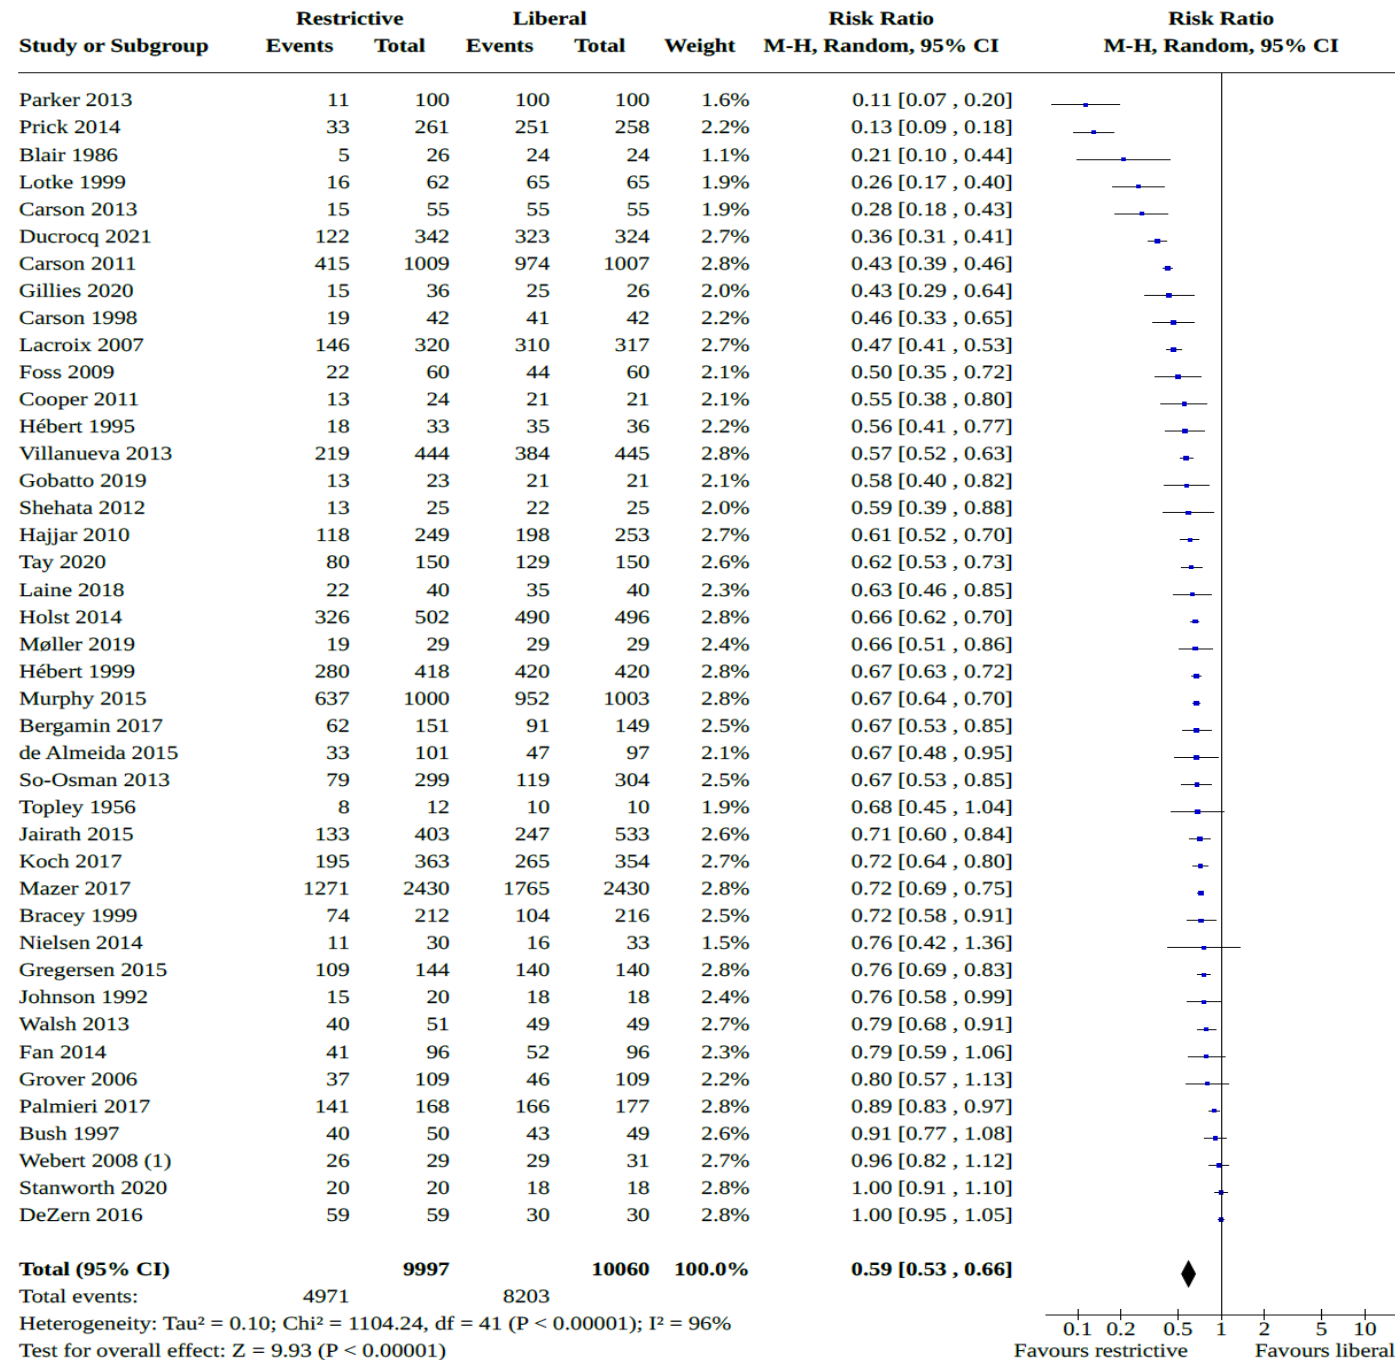 Restrictive Liberal Risk Ratio Risk Ratio
Study or Subgroup Events Total Events Total Weight M-H, Random, 95% CI M-H, Random, 95% CI
Parker 2013 11 100 100 100 1.6% 0.11 [0.07 , 0.20]
Prick 2014 33 261 251 258 2.2% 0.13 [0.09 , 0.18]
Blair 1986 5 26 24 24 1.1% 0.21 [0.10 , 0.44]
Lotke 1999 16 62 65 65 1.9% 0.26 [0.17 , 0.40]
Carson 2013 15 55 55 55 1.9% 0.28 [0.18 , 0.43]
Ducrocq 2021 122 342 323 324 2.7% 0.36 [0.31 , 0.41]
Carson 2011 415 1009 974 1007 2.8% 0.43 [0.39 , 0.46]
Gillies 2020 15 36 25 26 2.0% 0.43 [0.29 , 0.64]
Carson 1998 19 42 41 42 2.2% 0.46 [0.33 , 0.65]
Lacroix 2007 146 320 310 317 2.7% 0.47 [0.41 , 0.53]
Foss 2009 22 60 44 60 2.1% 0.50 [0.35 , 0.72]
Cooper 2011 13 24 21 21 2.1% 0.55 [0.38 , 0.80]
Hébert 1995 18 33 35 36 2.2% 0.56 [0.41 , 0.77]
Villanueva 2013 219 444 384 445 2.8% 0.57 [0.52 , 0.63]
Gobatto 2019 13 23 21 21 2.1% 0.58 [0.40 , 0.82]
Shehata 2012 13 25 22 25 2.0% 0.59 [0.39 , 0.88]
Hajjar 2010 118 249 198 253 2.7% 0.61 [0.52 , 0.70]
Tay 2020 80 150 129 150 2.6% 0.62 [0.53 , 0.73]
Laine 2018 22 40 35 40 2.3% 0.63 [0.46 , 0.85]
Holst 2014 326 502 490 496 2.8% 0.66 [0.62 , 0.70]
Møller 2019 19 29 29 29 2.4% 0.66 [0.51 , 0.86]
Hébert 1999 280 418 420 420 2.8% 0.67 [0.63 , 0.72]
Murphy 2015 637 1000 952 1003 2.8% 0.67 [0.64 , 0.70]
Bergamin 2017 62 151 91 149 2.5% 0.67 [0.53 , 0.85]
de Almeida 2015 33 101 47 97 2.1% 0.67 [0.48 , 0.95]
So-Osman 2013 79 299 119 304 2.5% 0.67 [0.53 , 0.85]
Topley 1956 8 12 10 10 1.9% 0.68 [0.45 , 1.04]
Jairath 2015 133 403 247 533 2.6% 0.71 [0.60 , 0.84]
Koch 2017 195 363 265 354 2.7% 0.72 [0.64 , 0.80]
Mazer 2017 1271 2430 1765 2430 2.8% 0.72 [0.69 , 0.75]
Bracey 1999 74 212 104 216 2.5% 0.72 [0.58 , 0.91]
Nielsen 2014 11 30 16 33 1.5% 0.76 [0.42 , 1.36]
Gregersen 2015 109 144 140 140 2.8% 0.76 [0.69 , 0.83]
Johnson 1992 15 20 18 18 2.4% 0.76 [0.58 , 0.99]
Walsh 2013 40 51 49 49 2.7% 0.79 [0.68 , 0.91]
Fan 2014 41 96 52 96 2.3% 0.79 [0.59 , 1.06]
Grover 2006 37 109 46 109 2.2% 0.80 [0.57 , 1.13]
Palmieri 2017 141 168 166 177 2.8% 0.89 [0.83 , 0.97]
Bush 1997 40 50 43 49 2.6% 0.91 [0.77 , 1.08]
Webert 2008 (1) 26 29 29 31 2.7% 0.96 [0.82 , 1.12]
Stanworth 2020 20 20 18 18 2.8% 1.00 [0.91 , 1.10]
DeZern 2016 59 59 30 30 2.8% 1.00 [0.95 , 1.05]
Total (95% CI) 9997 10060 100.0% 0.59 [0.53 , 0.66]
Total events: 4971 8203
Heterogeneity: Tau² = 0.10; Chi² = 1104.24, df = 41 (P < 0.00001); I² = 96% 0.1 0.2 0.5 1 2 5 10
Test for overall effect: Z = 9.93 (P < 0.00001) Favours restrictive Favours liberal